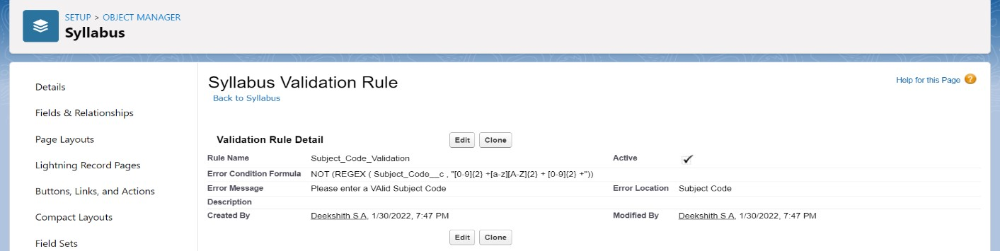 SETUP > OBJECT MANAGER
Syllabus
Details
Fields & Relationships
Page Layouts
Lightning Record Pages
Buttons, Links, and Actions
Compact Layouts
Field Sets
Syllabus Validation Rule
Help for this Page ?
Back to Syllabus
Validation Rule Detail Edit Clone
Rule Name Subject_Code_Validation Active ✓
Error Condition Formula NOT (REGEX ( Subject_Code__c , "[0-9]{2} +[a-z][A-Z]{2} + [0-9]{2} +"))
Error Message Please enter a VAlid Subject Code Error Location Subject Code
Description
Created By Deekshith S A, 1/30/2022, 7:47 PM Modified By Deekshith S A, 1/30/2022, 7:47 PM
Edit Clone